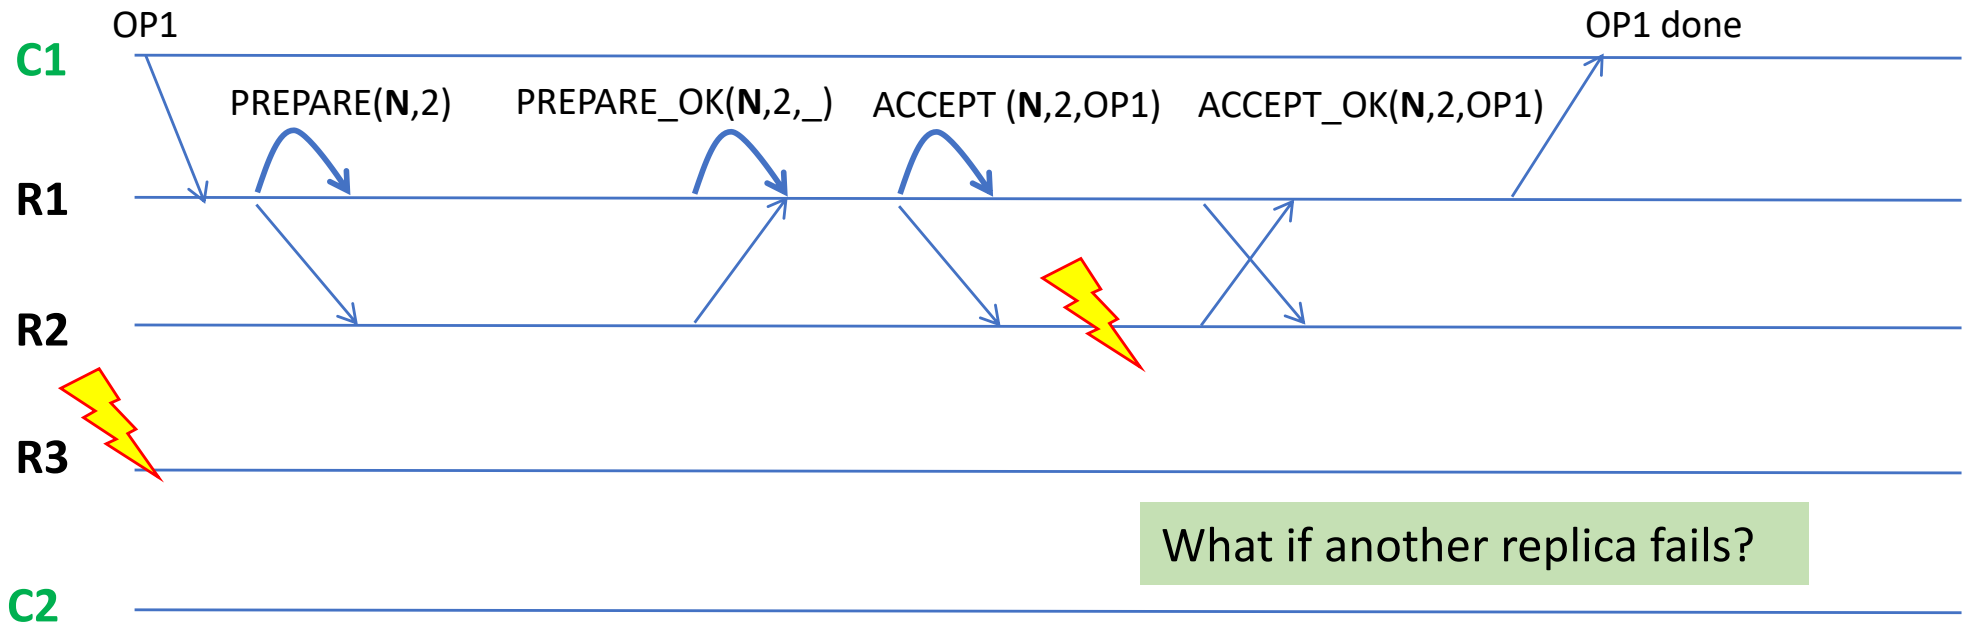 OP1
OP1 done
C1
PREPARE(N,2)
PREPARE_OK(N,2,_)
ACCEPT (N,2,OP1)
ACCEPT_OK(N,2,OP1)
R1
R2
R3
What if another replica fails?
C2